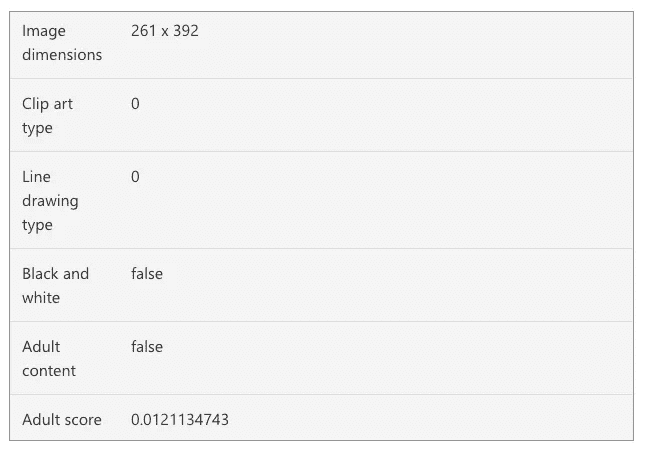 Image 261 x 392
dimensions
Clip art 0
type
Line 0
drawing
type
Black and false
white
Adult false
content
Adult score 0.0121134743